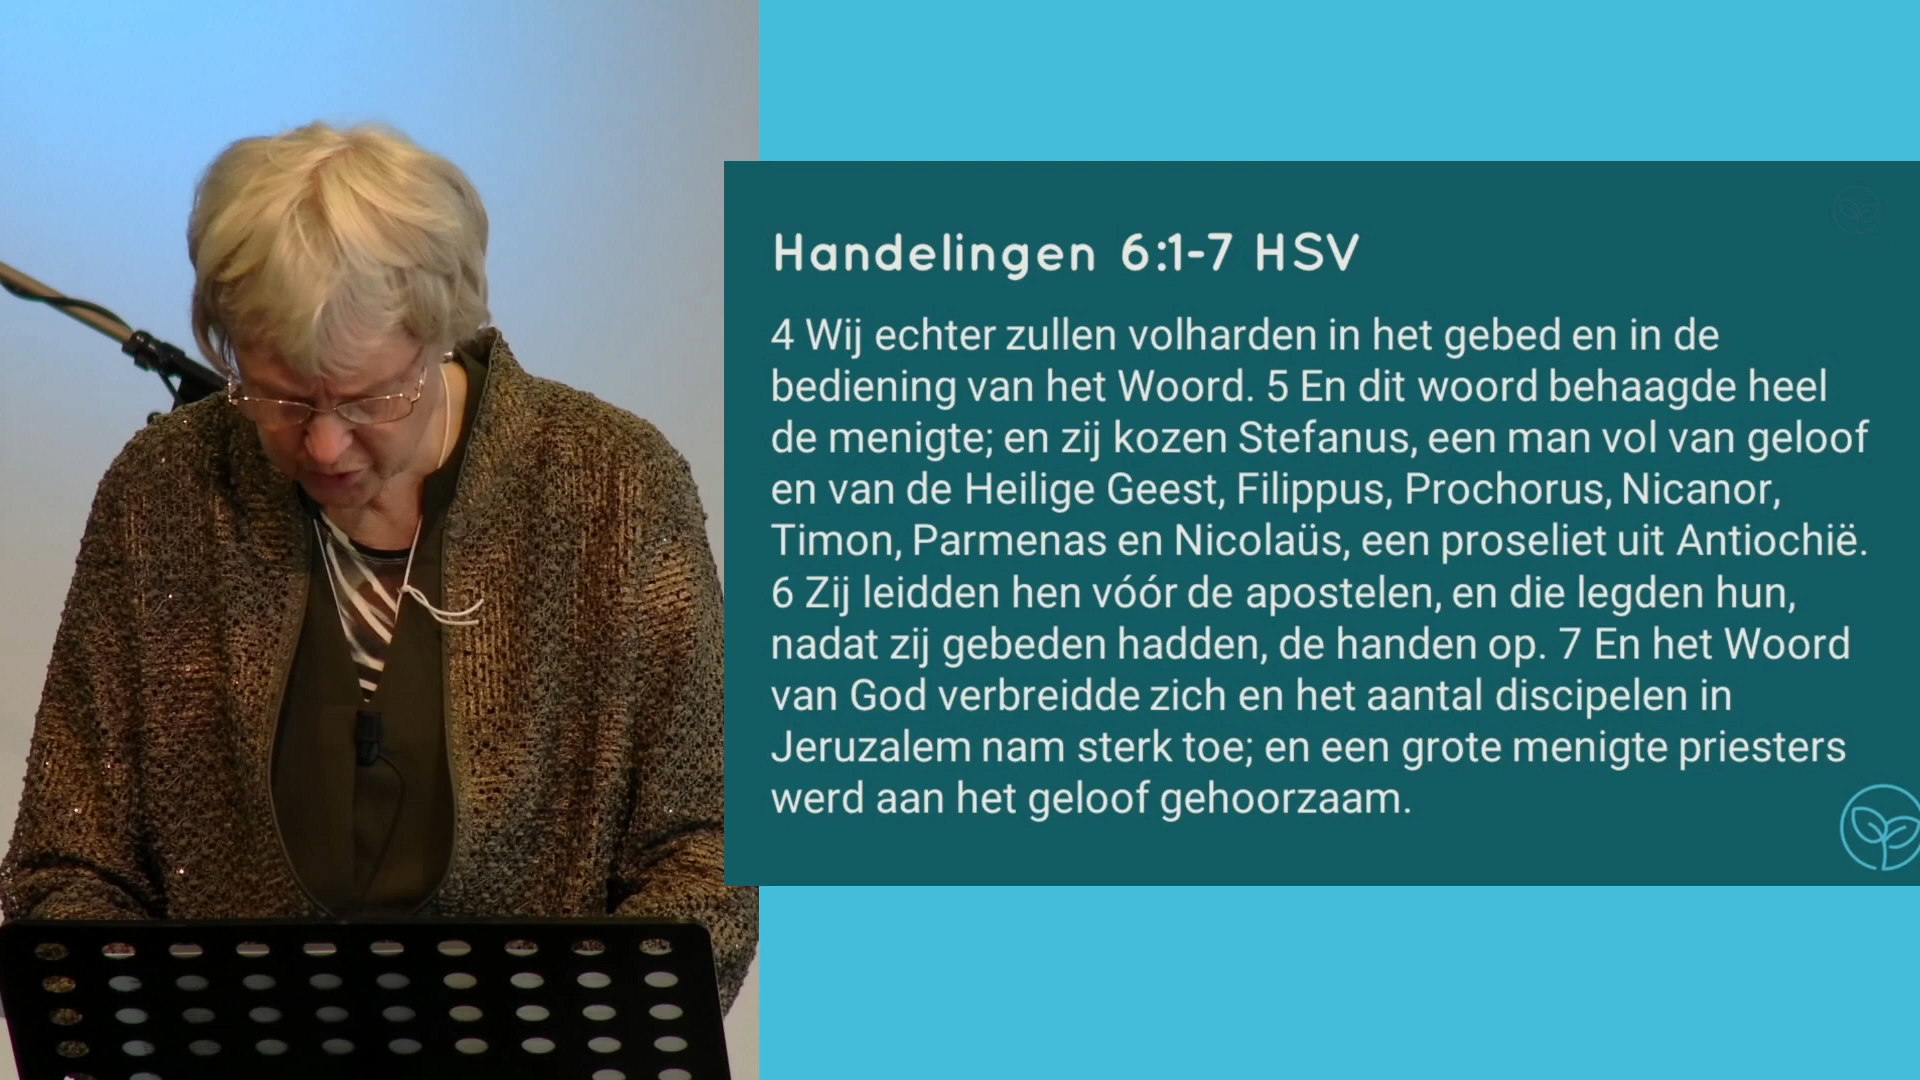 Handelingen 6:1-7 HSV
4 Wij echter zullen volharden in het gebed en in de
bediening van het Woord. 5 En dit woord behaagde heel
de menigte; en zij kozen Stefanus, een man vol van geloof
en van de Heilige Geest, Filippus, Prochorus, Nicanor,
Timon, Parmenas en Nicolaüs, een proseliet uit Antiochië.
6 Zij leidden hen vóór de apostelen, en die legden hun,
nadat zij gebeden hadden, de handen op. 7 En het Woord
van God verbreidde zich en het aantal discipelen in
Jeruzalem nam sterk toe; en een grote menigte priesters
werd aan het geloof gehoorzaam.